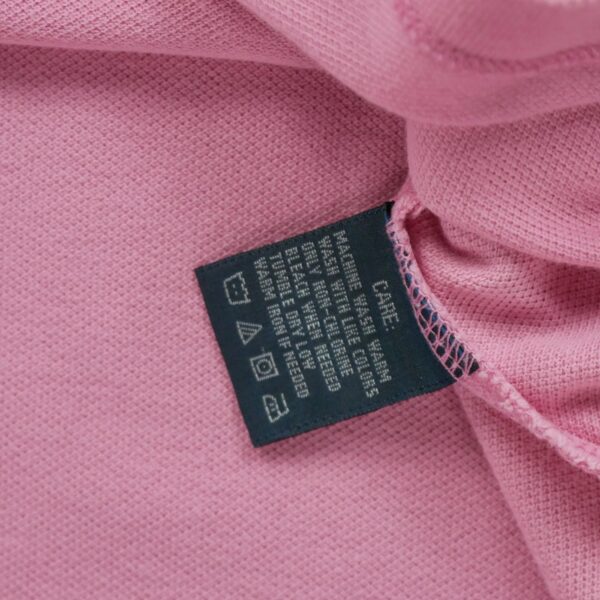 CARE:
MACHINE WASH WARM
WASH WITH LIKE COLORS
ONLY NON-CHLORINE
BLEACH WHEN NEEDED
TUMBLE DRY LOW
WARM IRON IF NEEDED